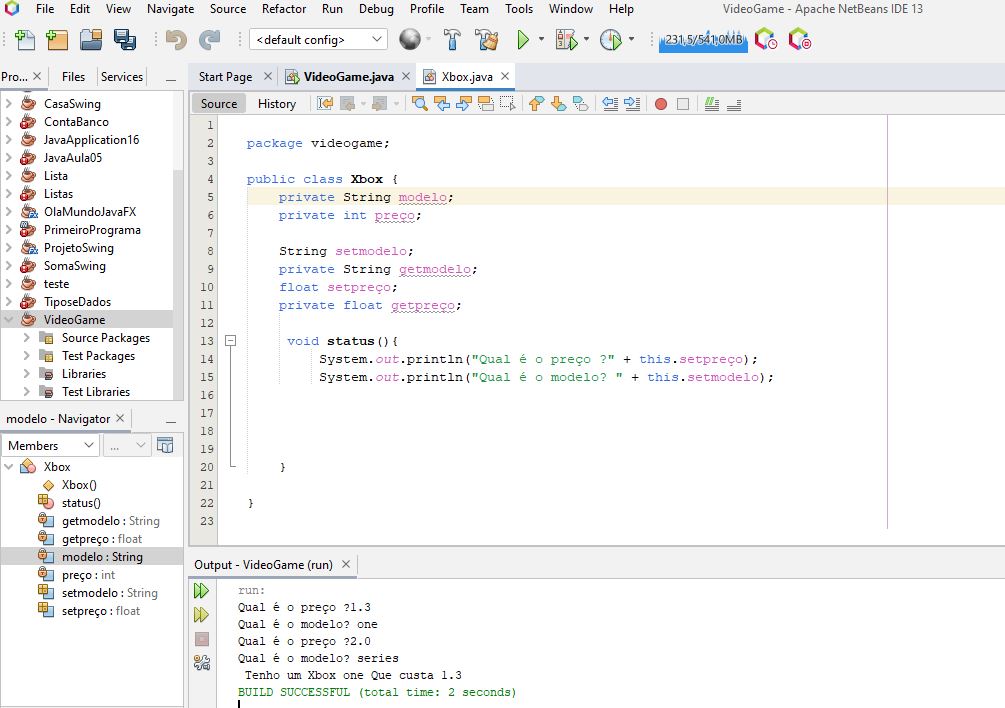 File Edit View Navigate Source Refactor Run Debug Profile Team Tools Window Help VideoGame - Apache NetBeans IDE 13
<default config> 231,5/541,0MB
Pro... Files Services
CasaSwing
ContaBanco
JavaApplication16
JavaAula05
Lista
Listas
OlaMundoJavaFX
PrimeiroPrograma
ProjetoSwing
SomaSwing
teste
TiposeDados
VideoGame
Source Packages
Test Packages
Libraries
Test Libraries
modelo - Navigator
Members ...
Xbox
Xbox()
status()
getmodelo : String
getpreço : float
modelo : String
preço : int
setmodelo : String
setpreço : float
Start Page VideoGame.java Xbox.java
Source History
1
2 package videogame;
3
4 public class Xbox {
5 private String modelo;
6 private int preço;
7
8 String setmodelo;
9 private String getmodelo;
10 float setpreço;
11 private float getpreço;
12
13 void status(){
14 System.out.println("Qual é o preço ?" + this.setpreço);
15 System.out.println("Qual é o modelo? " + this.setmodelo);
16
17
18
19
20 }
21
22 }
23
Output - VideoGame (run)
run:
Qual é o preço ?1.3
Qual é o modelo? one
Qual é o preço ?2.0
Qual é o modelo? series
Tenho um Xbox one Que custa 1.3
BUILD SUCCESSFUL (total time: 2 seconds)